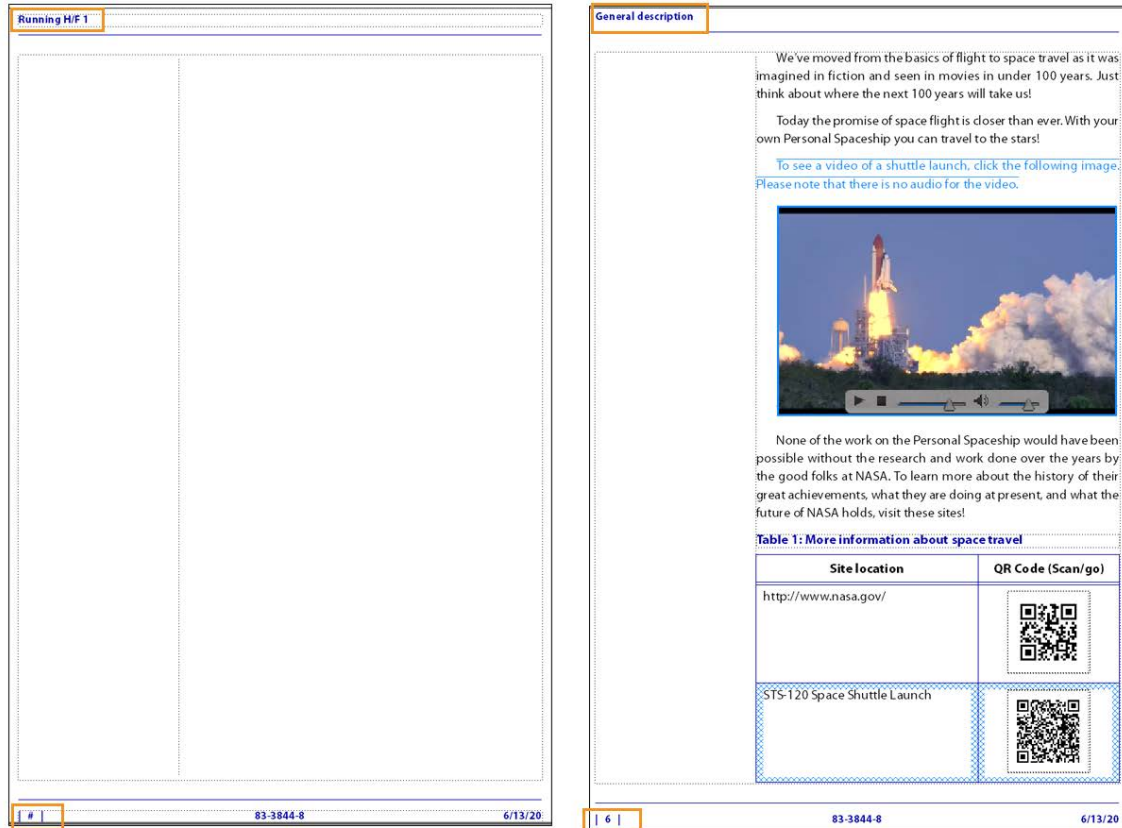 Running H/F 1
| # |
83-3844-8
6/13/20
General description
We've moved from the basics of flight to space travel as it was
imagined in fiction and seen in movies in under 100 years. Just
think about where the next 100 years will take us!
Today the promise of space flight is closer than ever. With your
own Personal Spaceship you can travel to the stars!
To see a video of a shuttle launch, click the following image.
Please note that there is no audio for the video.
None of the work on the Personal Spaceship would have been
possible without the research and work done over the years by
the good folks at NASA. To learn more about the history of their
great achievements, what they are doing at present, and what the
future of NASA holds, visit these sites!
Table 1: More information about space travel
Site location
QR Code (Scan/go)
http://www.nasa.gov/
STS-120 Space Shuttle Launch
| 6 |
83-3844-8
6/13/20